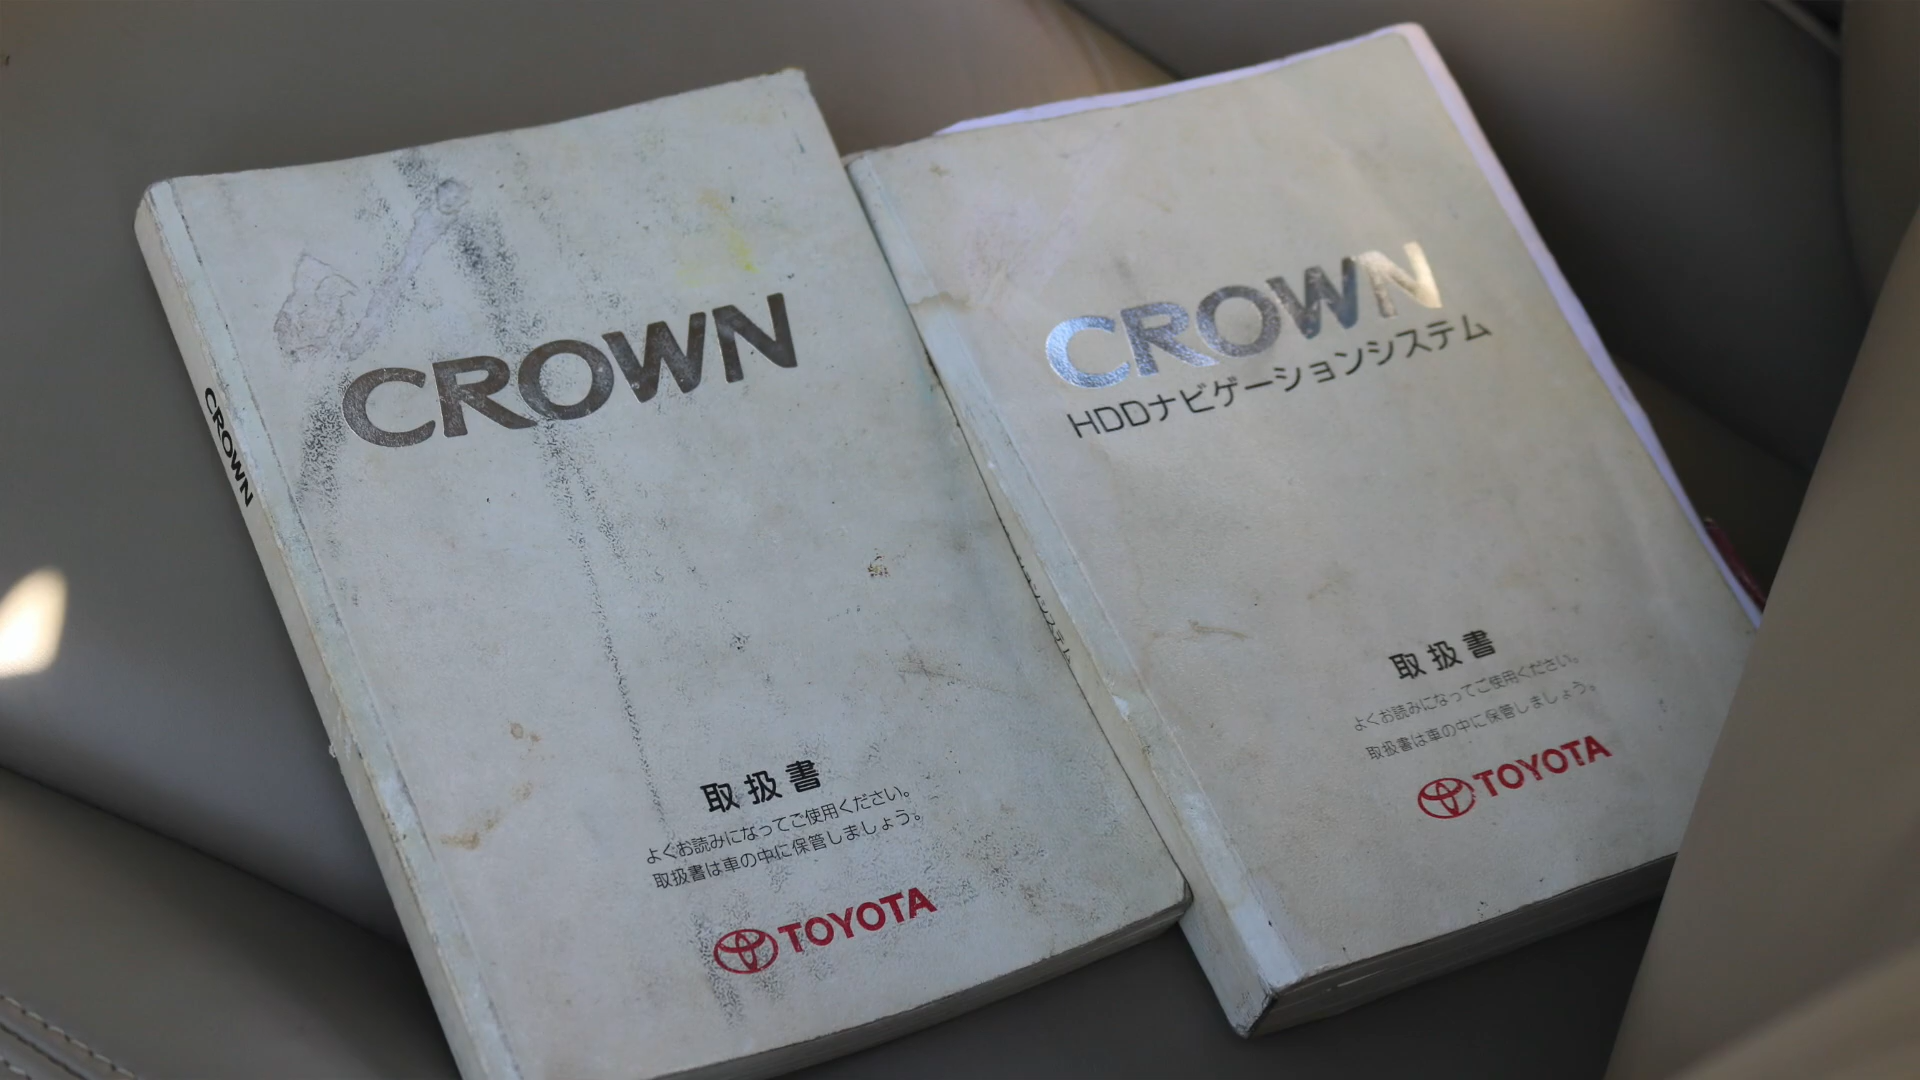 CROWN
CROWN
取扱書
よくお読みになってご使用ください。
取扱書は車の中に保管しましょう。
TOYOTA
CROWN
HDDナビゲーションシステム
取扱書
よくお読みになってご使用ください。
取扱書は車の中に保管しましょう。
TOYOTA